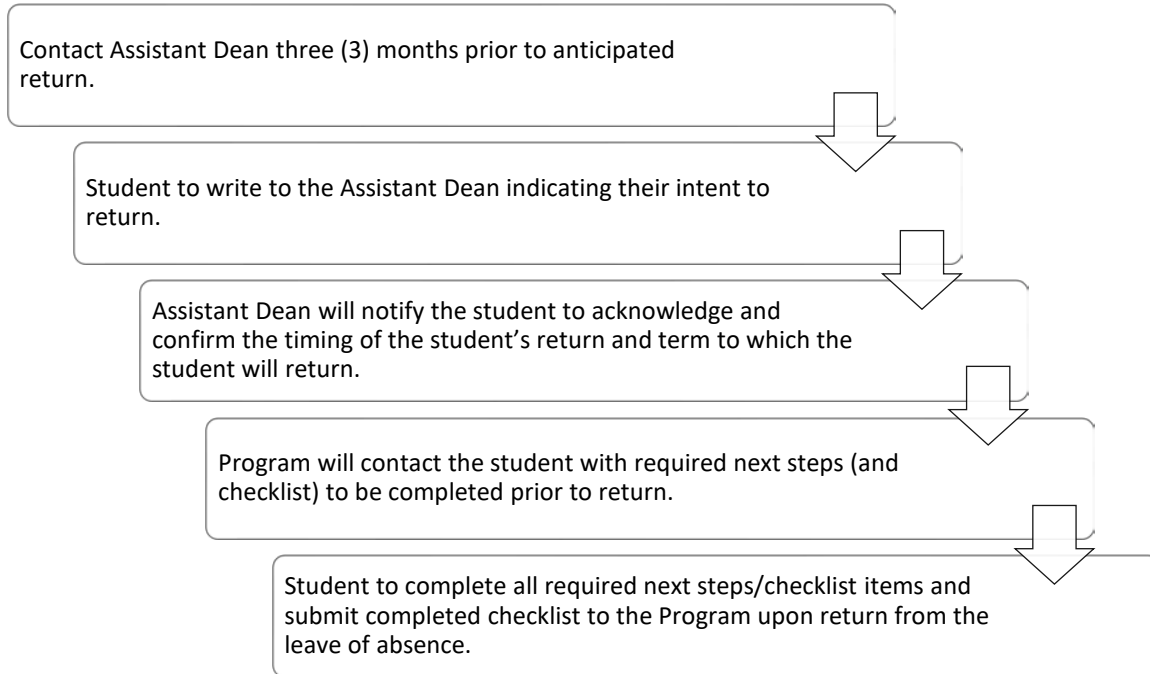 Contact Assistant Dean three (3) months prior to anticipated
return.
Student to write to the Assistant Dean indicating their intent to
return.
Assistant Dean will notify the student to acknowledge and
confirm the timing of the student’s return and term to which the
student will return.
Program will contact the student with required next steps (and
checklist) to be completed prior to return.
Student to complete all required next steps/checklist items and
submit completed checklist to the Program upon return from the
leave of absence.